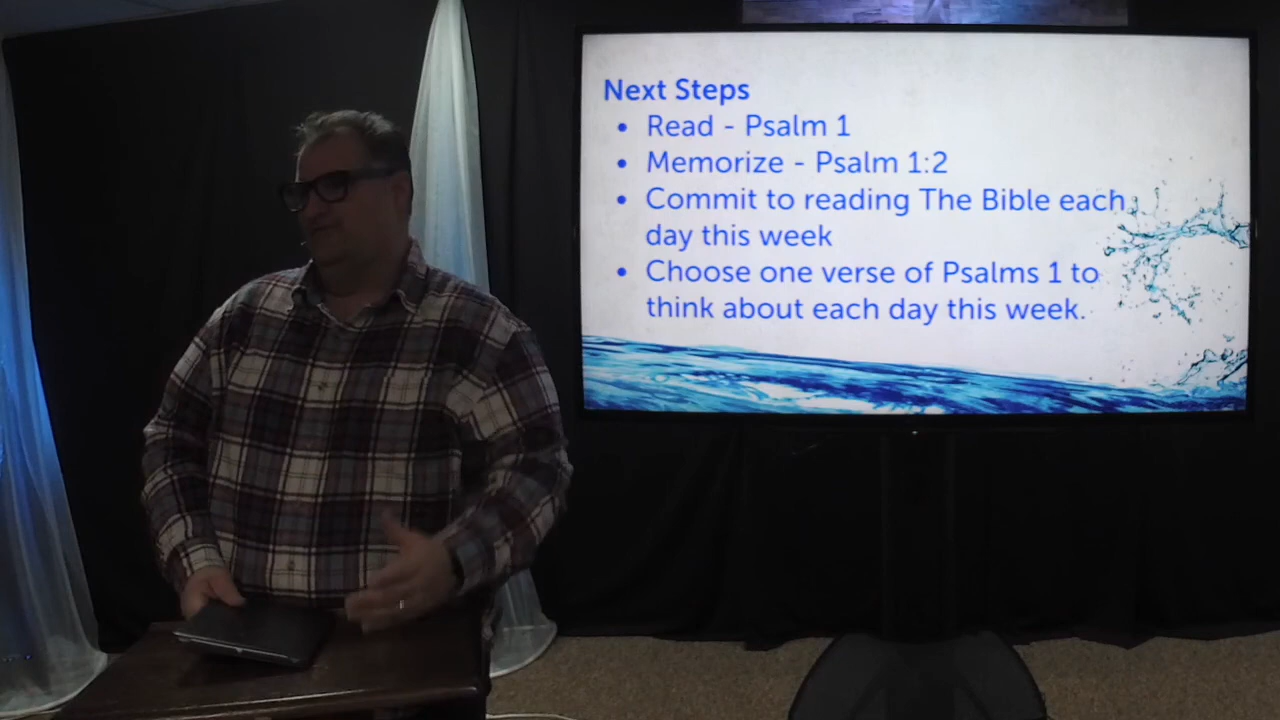 Next Steps
• Read - Psalm 1
• Memorize - Psalm 1:2
• Commit to reading The Bible each
day this week
• Choose one verse of Psalms 1 to
think about each day this week.